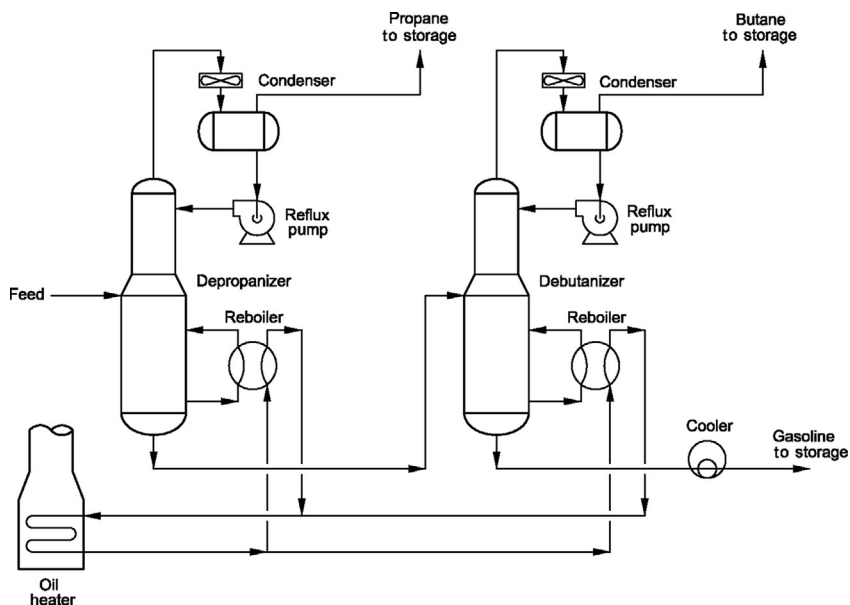 Propane
to storage
Butane
to storage
Condenser
Condenser
Reflux
pump
Reflux
pump
Depropanizer
Debutanizer
Feed
Reboiler
Reboiler
Cooler
Gasoline
to storage
Oil
heater